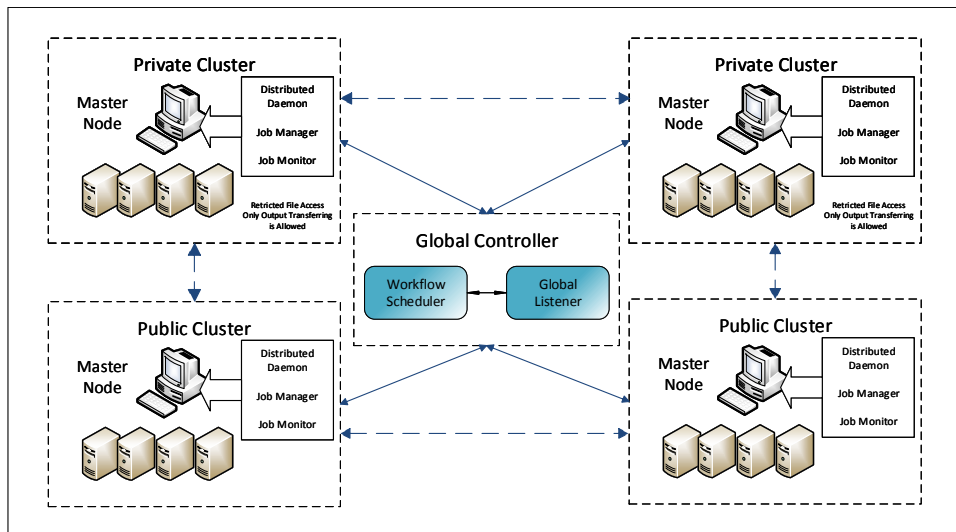 Private Cluster
Master
Node
Distributed
Daemon
Job Manager
Job Monitor
Retricted File Access
Only Output Transferring
is Allowed
Private Cluster
Master
Node
Distributed
Daemon
Job Manager
Job Monitor
Retricted File Access
Only Output Transferring
is Allowed
Global Controller
Workflow
Scheduler
Global
Listener
Public Cluster
Master
Node
Distributed
Daemon
Job Manager
Job Monitor
Public Cluster
Master
Node
Distributed
Daemon
Job Manager
Job Monitor